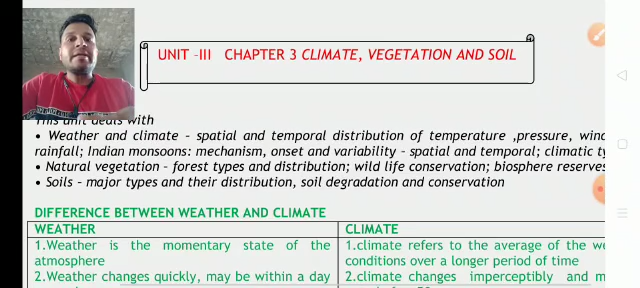 UNIT -III CHAPTER 3 CLIMATE, VEGETATION AND SOIL
This unit deals with
• Weather and climate – spatial and temporal distribution of temperature ,pressure,
rainfall; Indian monsoons: mechanism, onset and variability – spatial and temporal; climatic
• Natural vegetation – forest types and distribution; wild life conservation; biosphere reserves
• Soils – major types and their distribution, soil degradation and conservation
DIFFERENCE BETWEEN WEATHER AND CLIMATE
WEATHER CLIMATE
1.Weather is the momentary state of the 1.climate refers to the average of the
atmosphere conditions over a longer period of time
2.Weather changes quickly, may be within a day 2.climate changes imperceptibly and